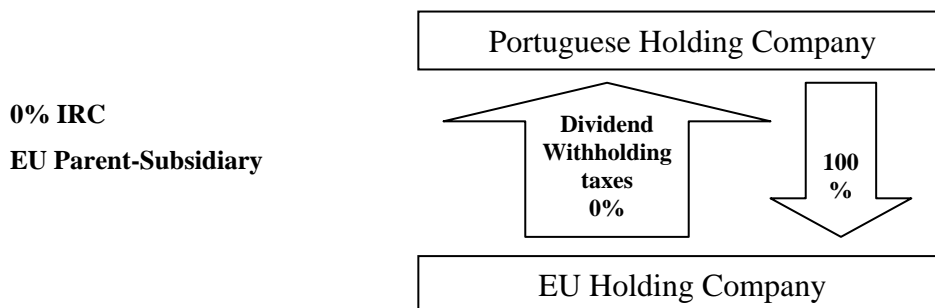 Portuguese Holding Company
0% IRC
EU Parent-Subsidiary
Dividend
Withholding
taxes
0%
100
%
EU Holding Company